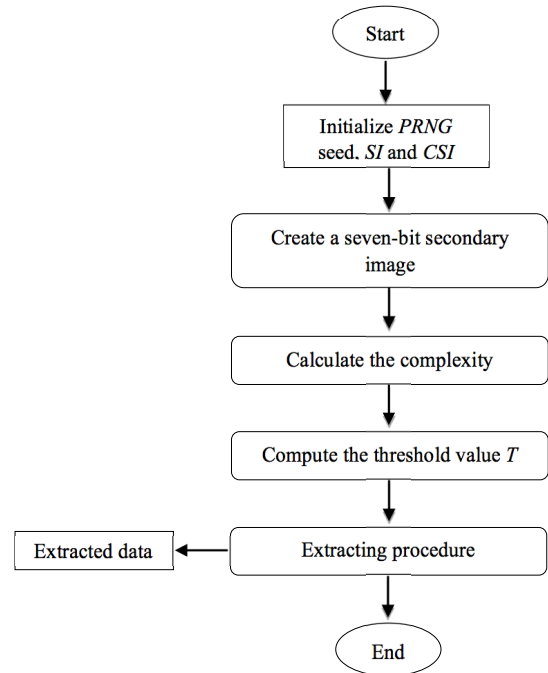 Start
Initialize PRNG
seed, SI and CSI
Create a seven-bit secondary
image
Calculate the complexity
Compute the threshold value T
Extracted data
Extracting procedure
End